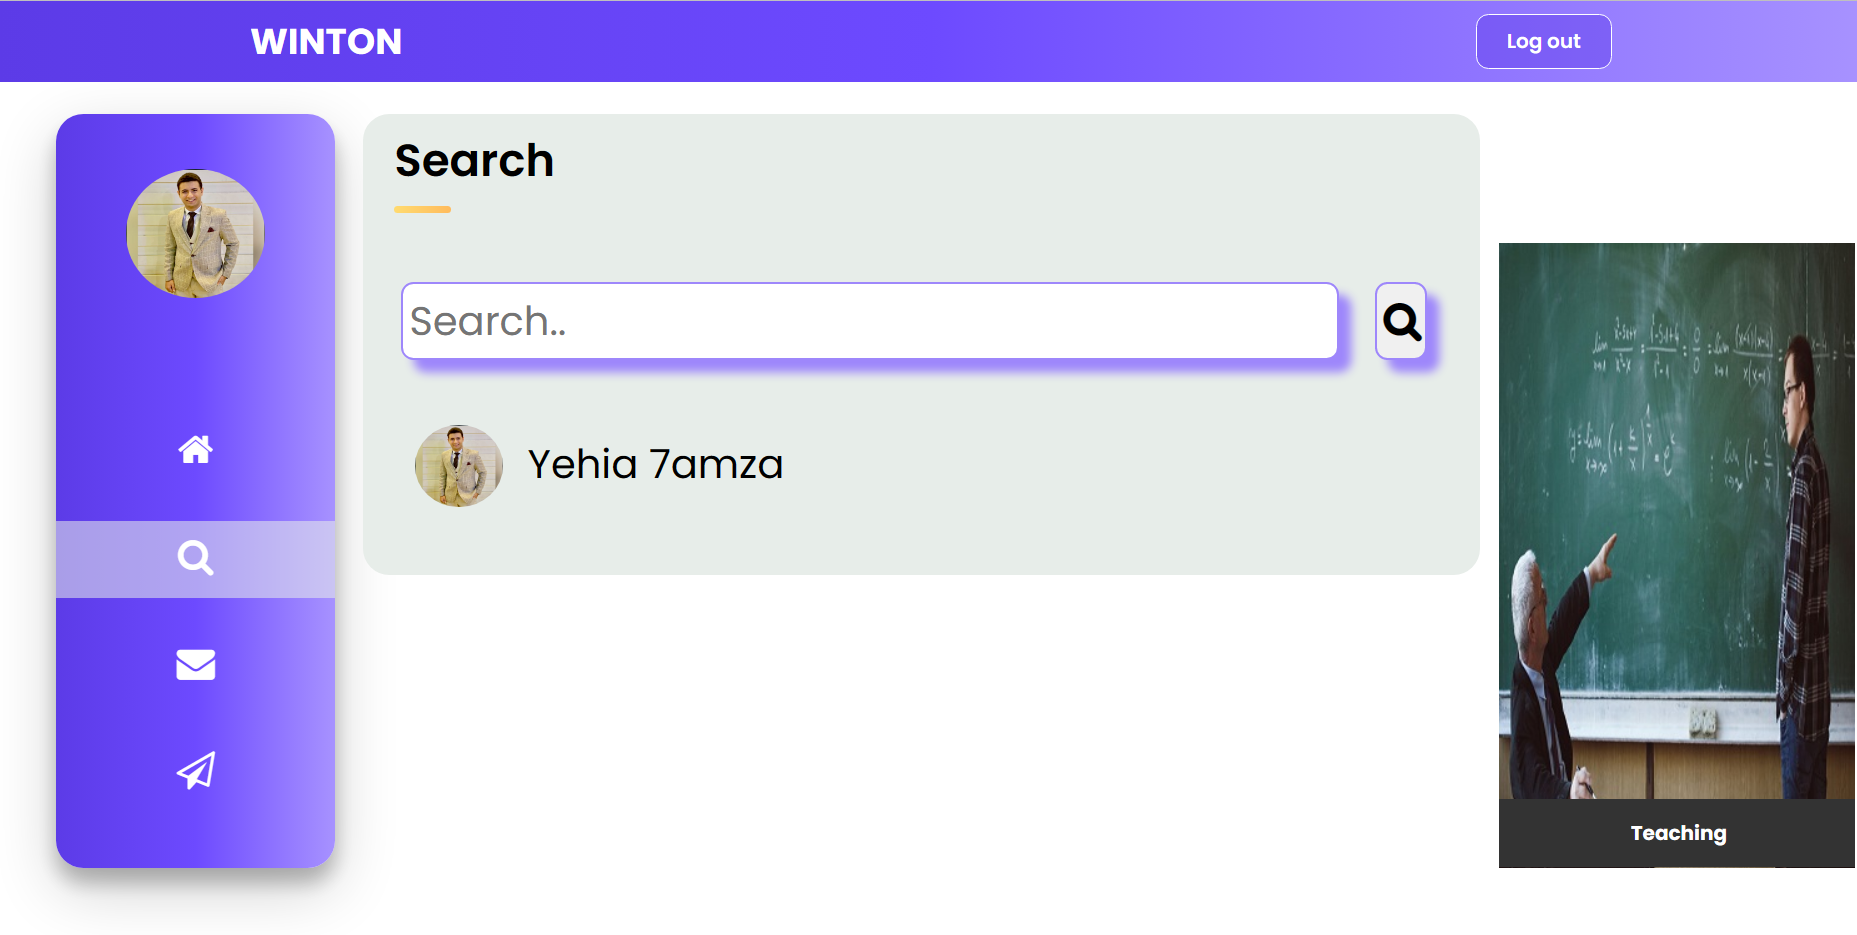 WINTON
Log out
Search
Search..
Yehia 7amza
Teaching